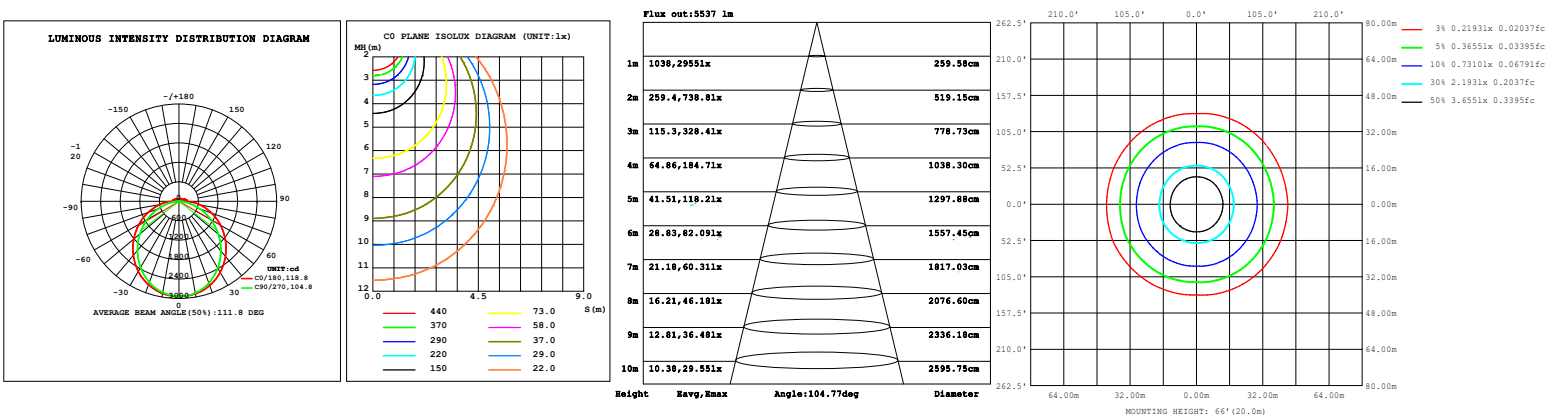 LUMINOUS INTENSITY DISTRIBUTION DIAGRAM
-/+180
-150
150
-1
20
120
-90
90
-60
60
-30
30
0
0
600
1200
1800
2400
3000
UNIT:cd
C0/180,118.8
C90/270,104.8
AVERAGE BEAM ANGLE(50%):111.8 DEG
C0 PLANE ISOLUX DIAGRAM (UNIT:lx)
MH(m)
2
3
4
5
6
7
8
9
10
11
12
0.0
4.5
9.0
S(m)
440
73.0
370
58.0
290
37.0
220
29.0
150
22.0
Flux out:5537 lm
1m 1038,2955lx 259.58cm
2m 259.4,738.8lx 519.15cm
3m 115.3,328.4lx 778.73cm
4m 64.86,184.7lx 1038.30cm
5m 41.51,118.2lx 1297.88cm
6m 28.83,82.09lx 1557.45cm
7m 21.18,60.31lx 1817.03cm
8m 16.21,46.18lx 2076.60cm
9m 12.81,36.48lx 2336.18cm
10m 10.38,29.55lx 2595.75cm
Height Eavg,Emax Angle:104.77deg Diameter
210.0' 105.0' 0.0' 105.0' 210.0'
262.5' 80.00m
210.0' 64.00m
157.5' 48.00m
105.0' 32.00m
52.5' 16.00m
0.0' 0.00m
52.5' 16.00m
105.0' 32.00m
157.5' 48.00m
210.0' 64.00m
262.5' 80.00m
64.00m 32.00m 0.00m 32.00m 64.00m
MOUNTING HEIGHT: 66'(20.0m)
3% 0.2193lx 0.02037fc
5% 0.3655lx 0.03395fc
10% 0.7310lx 0.06791fc
30% 2.193lx 0.2037fc
50% 3.655lx 0.3395fc